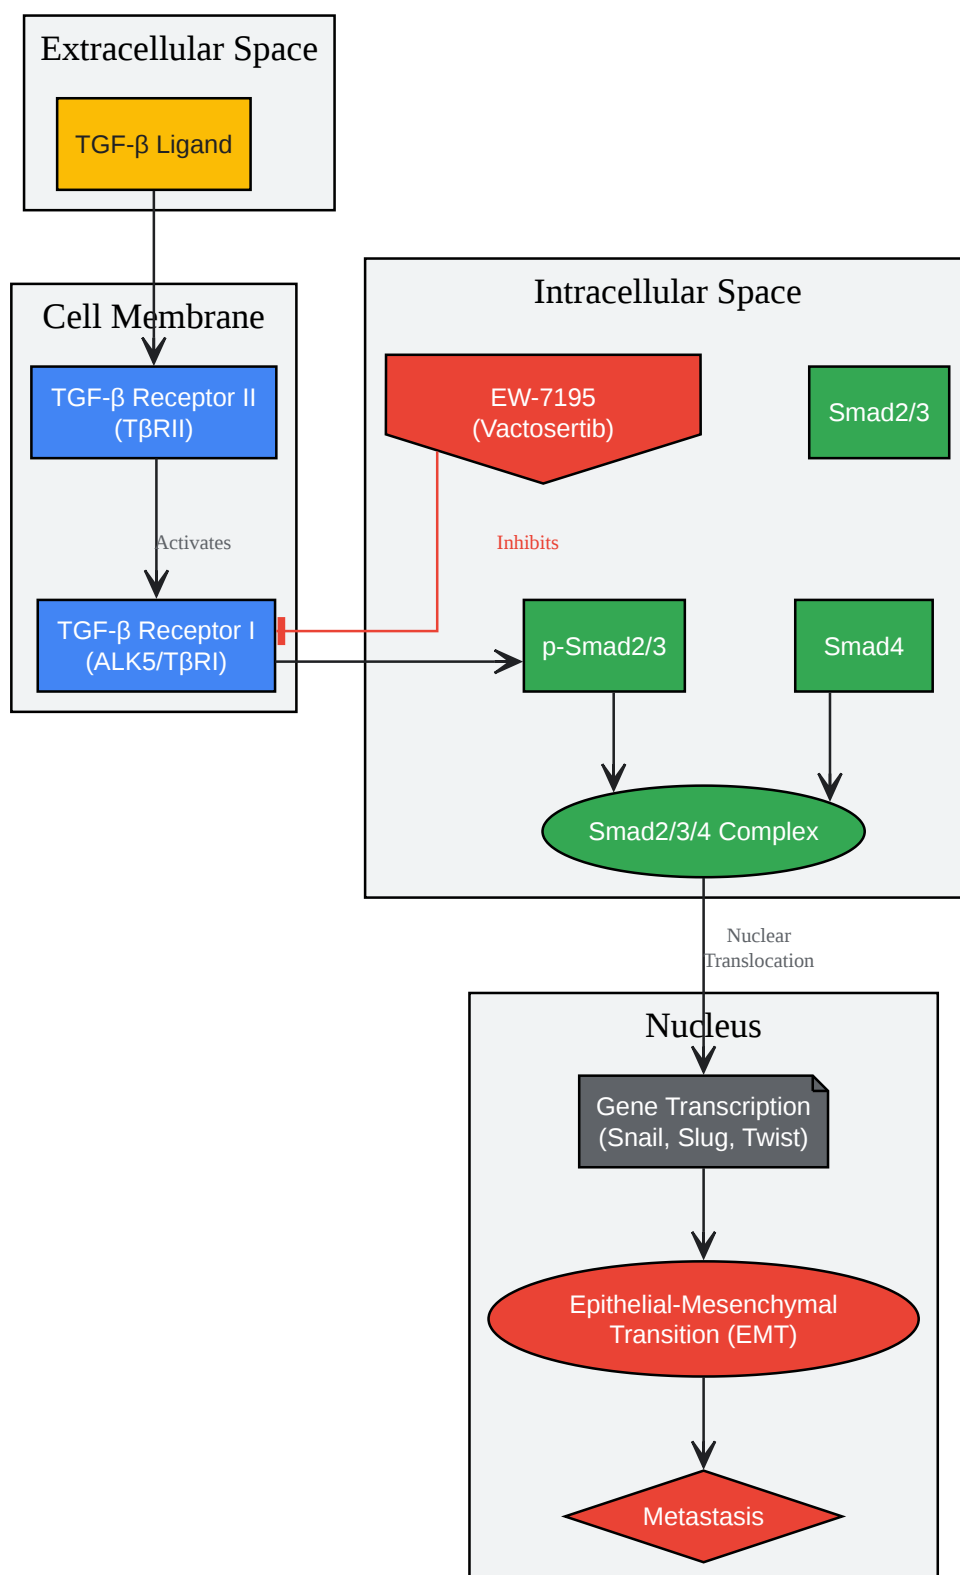 Extracellular Space
TGF-β Ligand
Cell Membrane
TGF-β Receptor II
(TβRII)
Activates
TGF-β Receptor I
(ALK5/TβRI)
Intracellular Space
EW-7195
(Vactosertib)
Smad2/3
Inhibits
p-Smad2/3
Smad4
Smad2/3/4 Complex
Nuclear
Translocation
Nucleus
Gene Transcription
(Snail, Slug, Twist)
Epithelial-Mesenchymal
Transition (EMT)
Metastasis